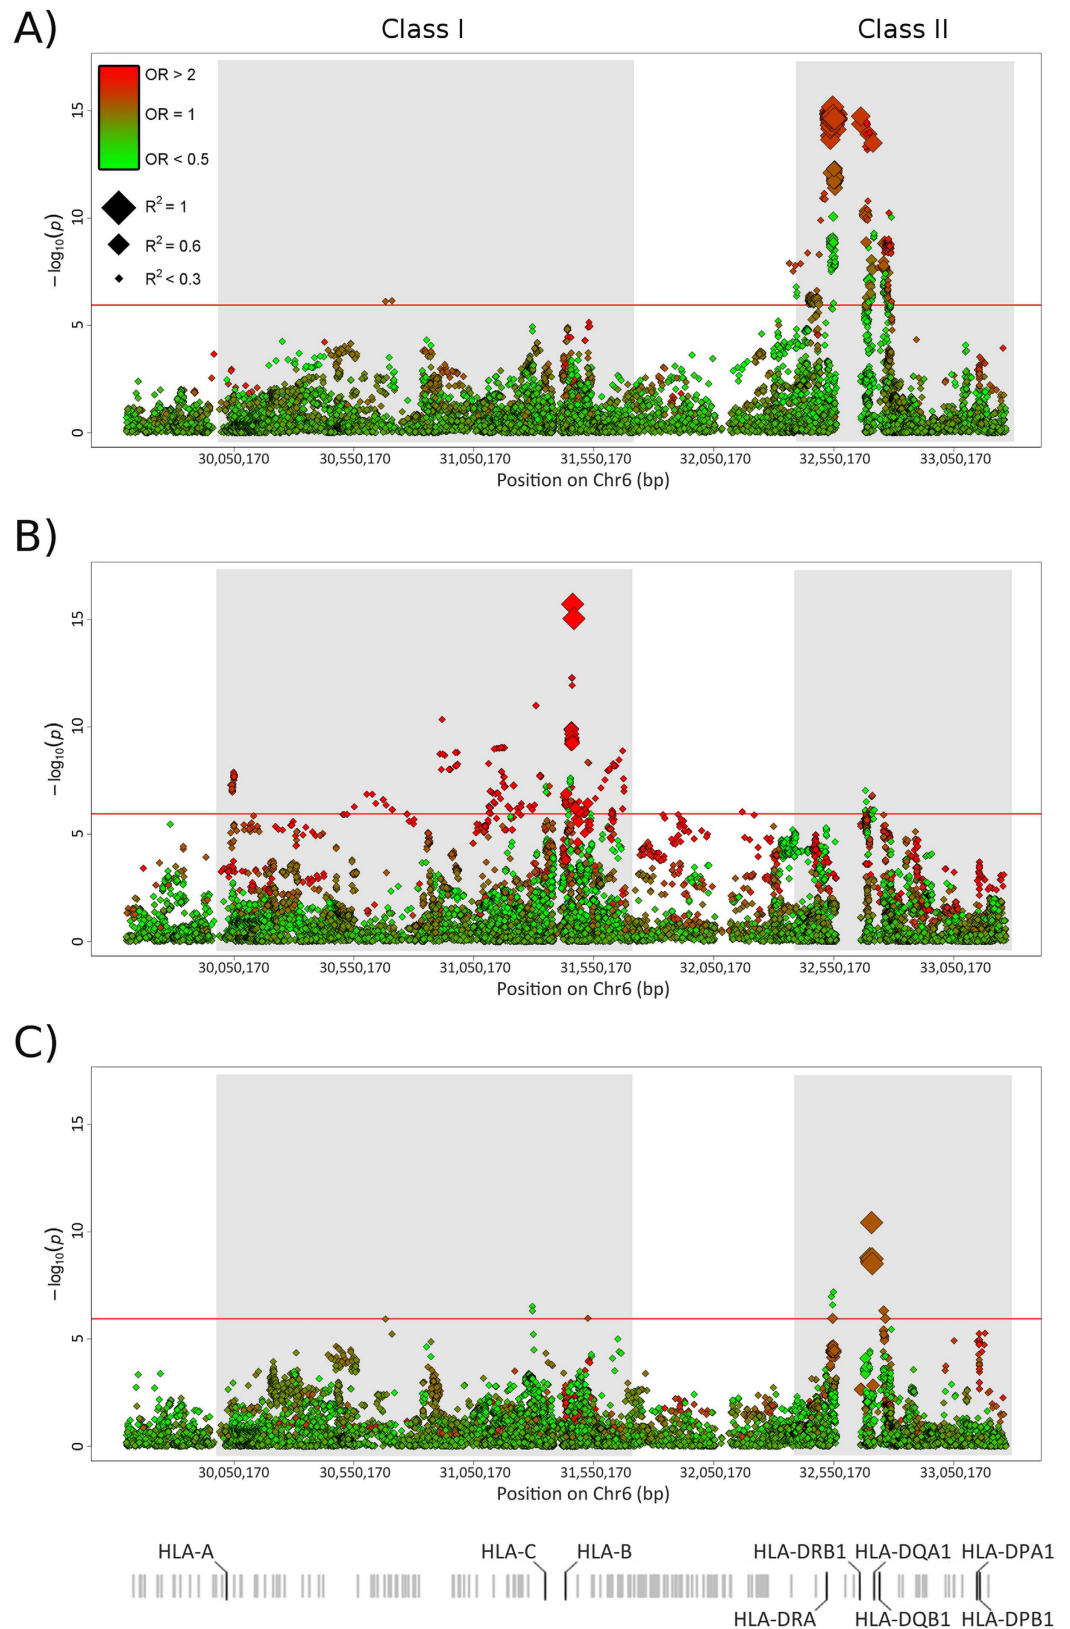 A)
Class I
Class II
OR > 2
OR = 1
OR < 0.5
R² = 1
R² = 0.6
R² < 0.3
−log₁₀(p)
15
10
5
0
30,050,170 30,550,170 31,050,170 31,550,170 32,050,170 32,550,170 33,050,170
Position on Chr6 (bp)
B)
−log₁₀(p)
15
10
5
0
30,050,170 30,550,170 31,050,170 31,550,170 32,050,170 32,550,170 33,050,170
Position on Chr6 (bp)
C)
−log₁₀(p)
15
10
5
0
30,050,170 30,550,170 31,050,170 31,550,170 32,050,170 32,550,170 33,050,170
Position on Chr6 (bp)
HLA-A HLA-C HLA-B HLA-DRB1 HLA-DQA1 HLA-DPA1
HLA-DRA HLA-DQB1 HLA-DPB1